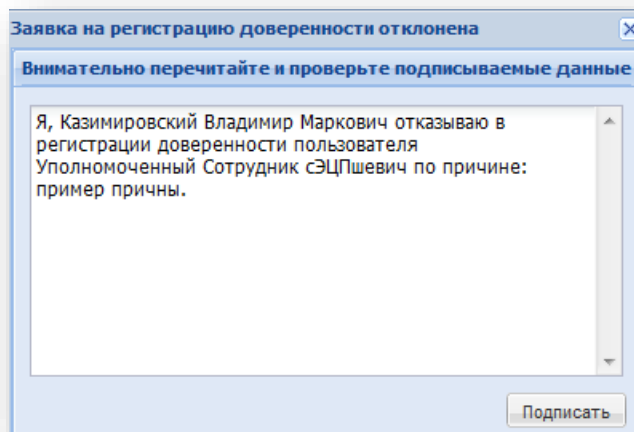 Заявка на регистрацию доверенности отклонена
Внимательно перечитайте и проверьте подписываемые данные
Я, Казимировский Владимир Маркович отказываю в
регистрации доверенности пользователя
Уполномоченный Сотрудник сЭЦПшевич по причине:
пример причны.
Подписать